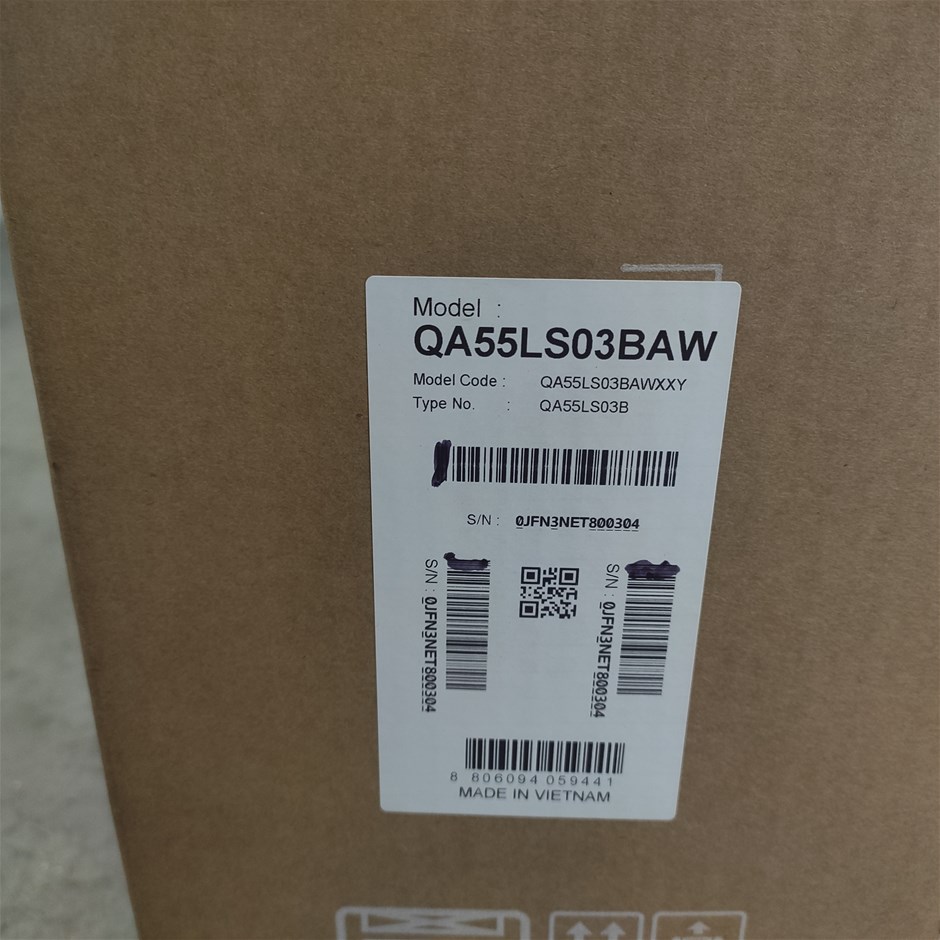 Model :
QA55LS03BAW
Model Code : QA55LS03BAWXXY
Type No. : QA55LS03B
S/N : 0JFN3NET800304
S/N : 0JFN3NET800304
S/N : 0JFN3NET800304
8 806094 059441
MADE IN VIETNAM